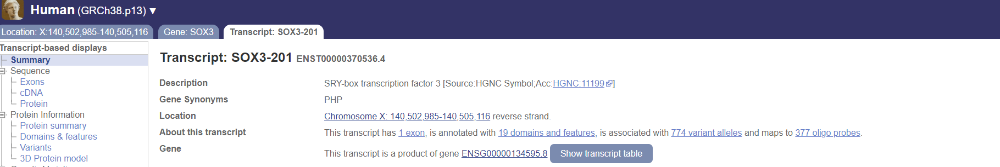 Human (GRCh38.p13) ▼
Location: X:140,502,985-140,505,116
Gene: SOX3
Transcript: SOX3-201
Transcript-based displays
Summary
Sequence
Exons
cDNA
Protein
Protein Information
Protein summary
Domains & features
Variants
3D Protein model
Transcript: SOX3-201 ENST00000370536.4
Description SRY-box transcription factor 3 [Source:HGNC Symbol;Acc:HGNC:11199]
Gene Synonyms PHP
Location Chromosome X: 140,502,985-140,505,116 reverse strand.
About this transcript This transcript has 1 exon, is annotated with 19 domains and features, is associated with 774 variant alleles and maps to 377 oligo probes.
Gene This transcript is a product of gene ENSG00000134595.8 Show transcript table